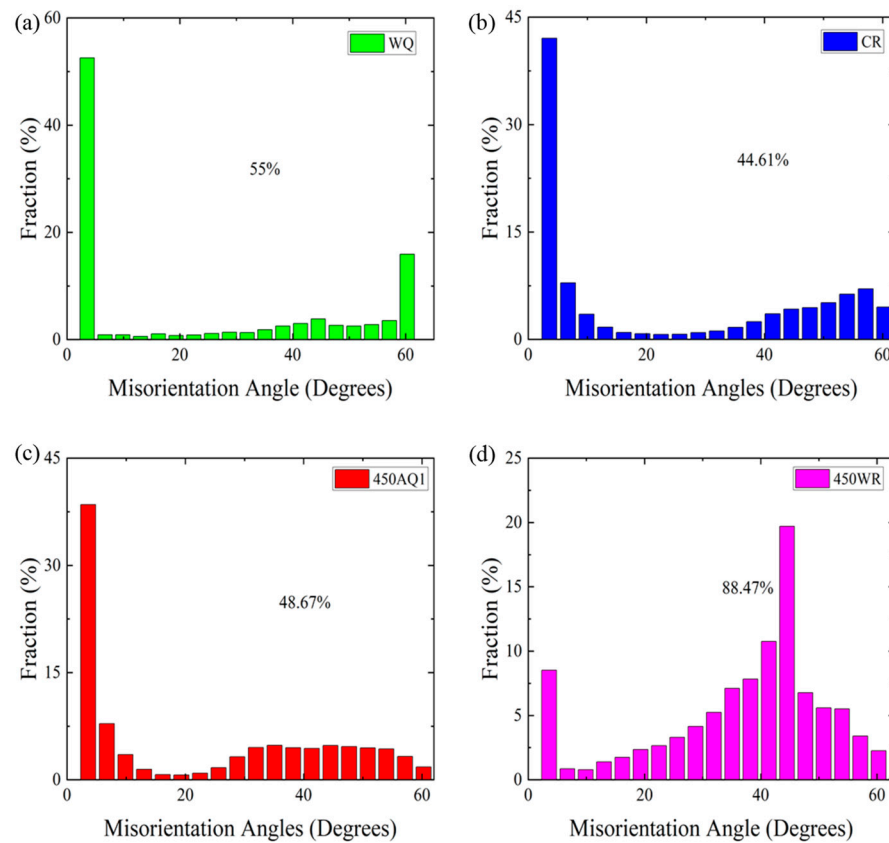 (a)
WQ
60
40
20
0
Fraction (%)
55%
0 20 40 60
Misorientation Angle (Degrees)
(b)
CR
45
30
15
0
Fraction (%)
44.61%
0 20 40 60
Misorientation Angles (Degrees)
(c)
450AQ1
45
30
15
0
Fraction (%)
48.67%
0 20 40 60
Misorientation Angles (Degrees)
(d)
450WR
25
20
15
10
5
0
Fraction (%)
88.47%
0 20 40 60
Misorientation Angle (Degrees)